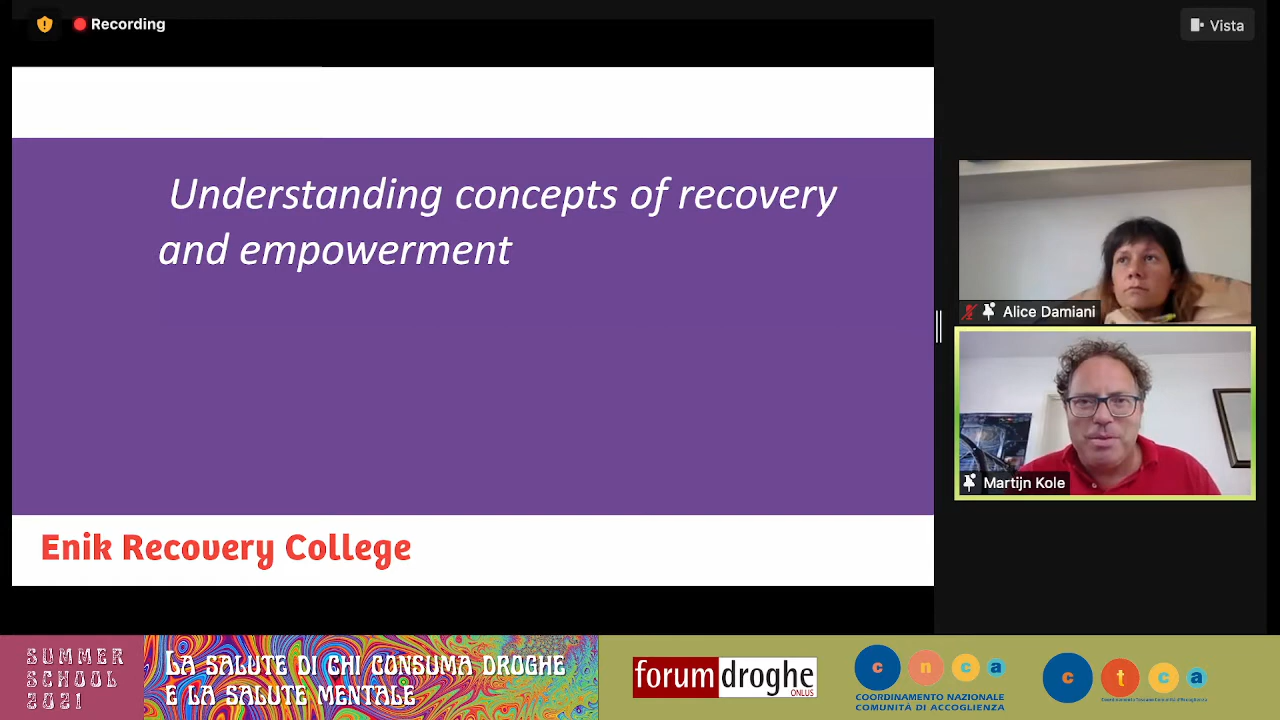 Recording
Vista
Understanding concepts of recovery
and empowerment
Alice Damiani
Martijn Kole
Enik Recovery College
SUMMER
SCHOOL
2021
LA SALUTE DI CHI CONSUMA DROGHE
E LA SALUTE MENTALE
forumdroghe
ONLUS
c n c a
COORDINAMENTO NAZIONALE
COMUNITÀ DI ACCOGLIENZA
c t c a